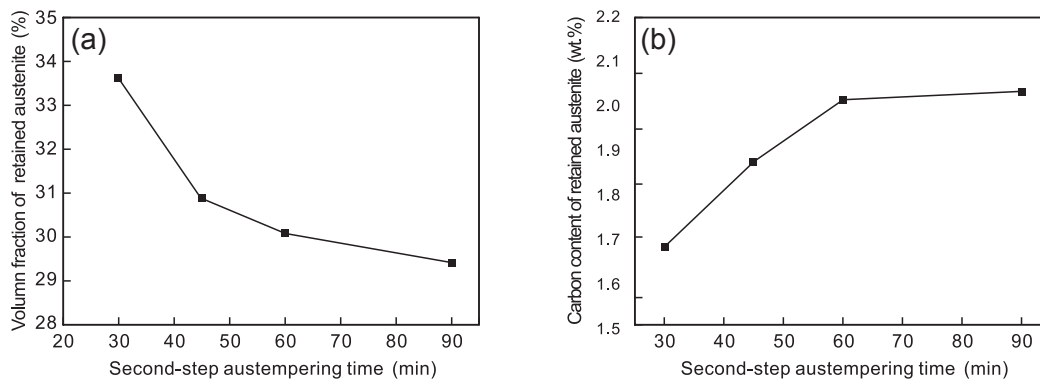 Volumn fraction of retained austenite (%)
35
34
33
32
31
30
29
28
(a)
20 30 40 50 60 70 80 90
Second-step austempering time (min)
Carbon content of retained austenite (wt.%)
2.2
2.1
2.0
1.9
1.8
1.7
1.6
1.5
(b)
30 40 50 60 70 80 90
Second-step austempering time (min)